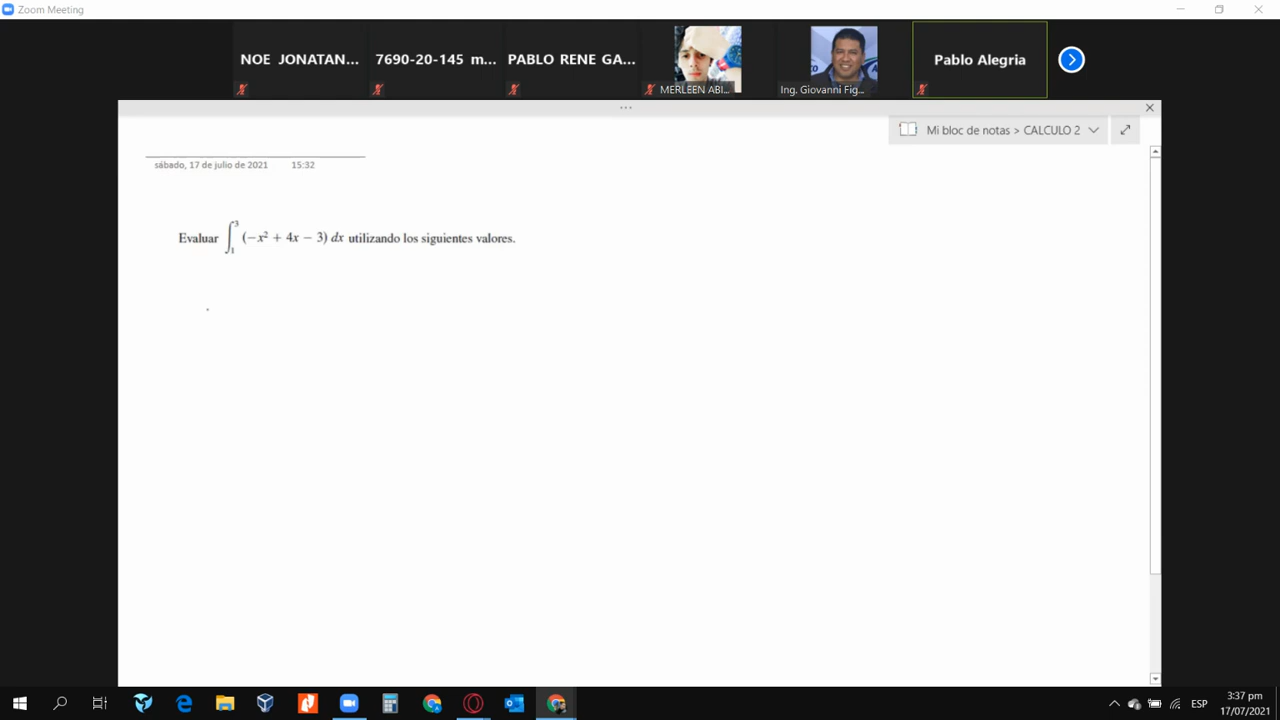 Zoom Meeting
NOE JONATAN...
7690-20-145 m...
PABLO RENE GA...
MERLEEN ABI...
Ing. Giovanni Fig...
Pablo Alegria
Mi bloc de notas > CALCULO 2
sábado, 17 de julio de 2021 15:32
Evaluar ∫₁³ (−x² + 4x − 3) dx utilizando los siguientes valores.
ESP
3:37 pm
17/07/2021